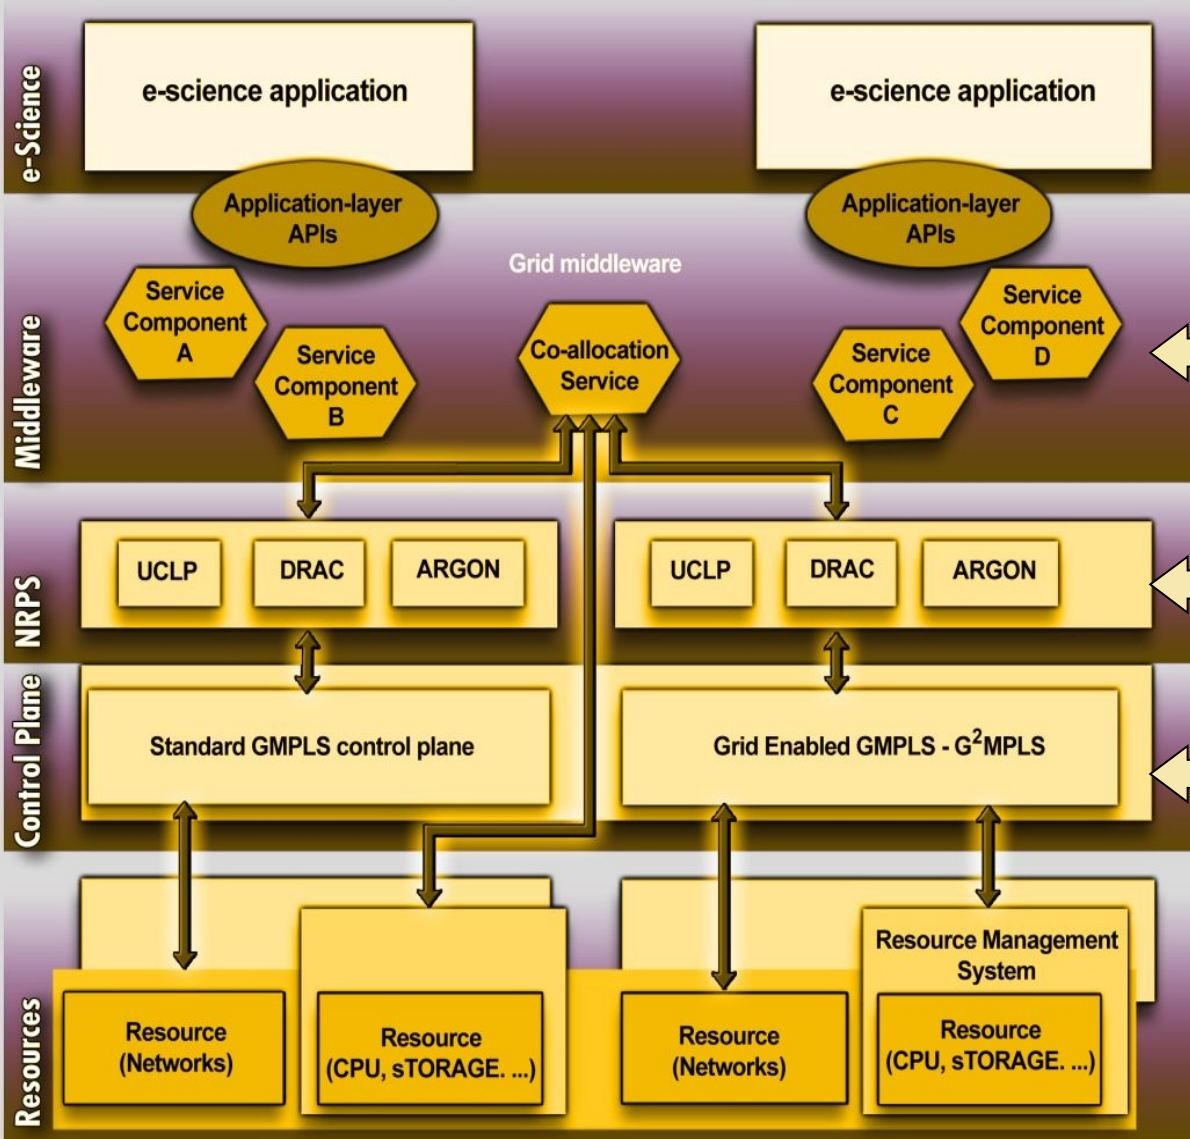 e-Science
e-science application
e-science application
Application-layer
APIs
Application-layer
APIs
Middleware
Grid middleware
Service
Component
A
Service
Component
B
Co-allocation
Service
Service
Component
C
Service
Component
D
NRPS
UCLP
DRAC
ARGON
UCLP
DRAC
ARGON
Control Plane
Standard GMPLS control plane
Grid Enabled GMPLS - G²MPLS
Resources
Resource
(Networks)
Resource
(CPU, sTORAGE. ...)
Resource
(Networks)
Resource Management
System
Resource
(CPU, sTORAGE. ...)